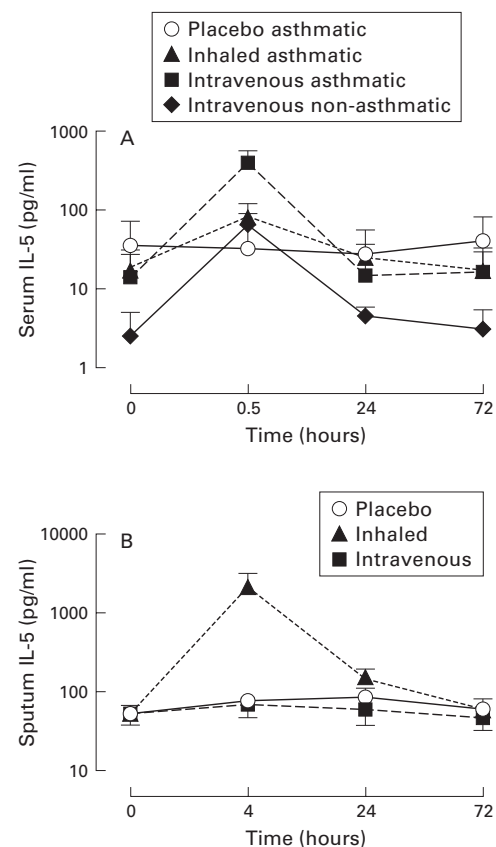 Placebo asthmatic
Inhaled asthmatic
Intravenous asthmatic
Intravenous non-asthmatic
A
1000
100
10
1
Serum IL-5 (pg/ml)
0
0.5
24
72
Time (hours)
Placebo
Inhaled
Intravenous
B
10000
1000
100
10
Sputum IL-5 (pg/ml)
0
4
24
72
Time (hours)